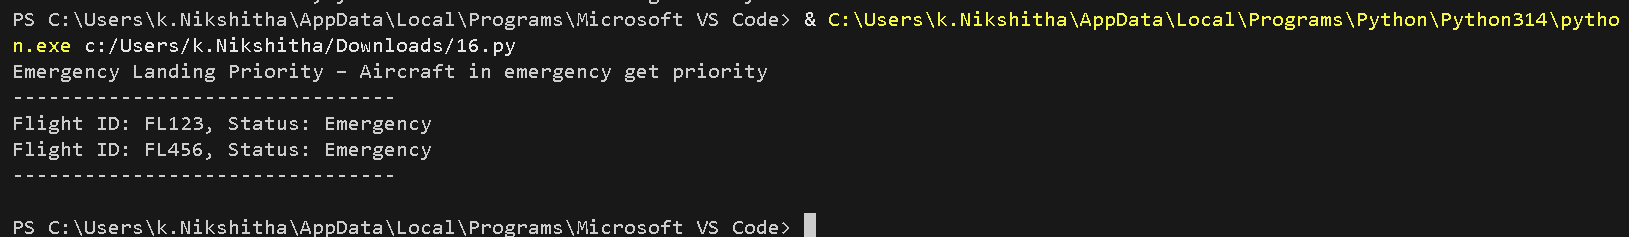 PS C:\Users\k.Nikshitha\AppData\Local\Programs\Microsoft VS Code> & C:\Users\k.Nikshitha\AppData\Local\Programs\Python\Python314\pytho
n.exe c:/Users/k.Nikshitha/Downloads/16.py
Emergency Landing Priority – Aircraft in emergency get priority
--------------------------------
Flight ID: FL123, Status: Emergency
Flight ID: FL456, Status: Emergency
--------------------------------
PS C:\Users\k.Nikshitha\AppData\Local\Programs\Microsoft VS Code>